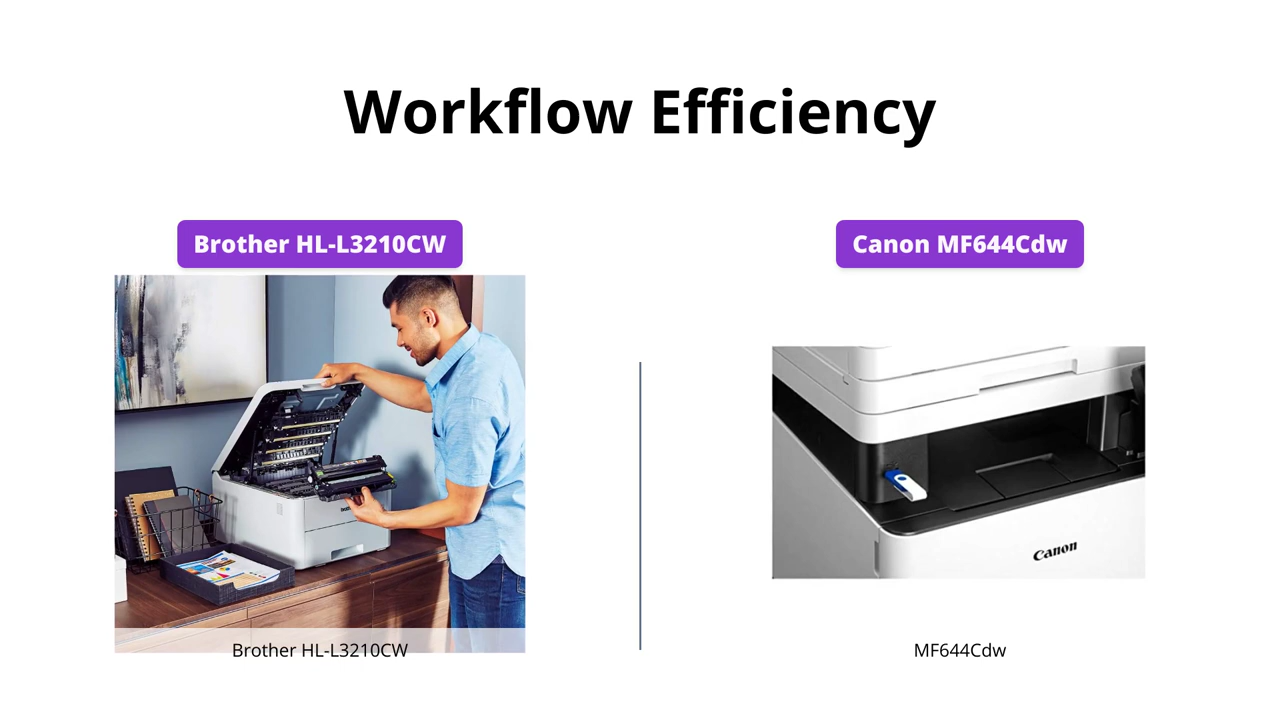 Workflow Efficiency
Brother HL-L3210CW
Canon MF644Cdw
Canon
Brother HL-L3210CW
MF644Cdw